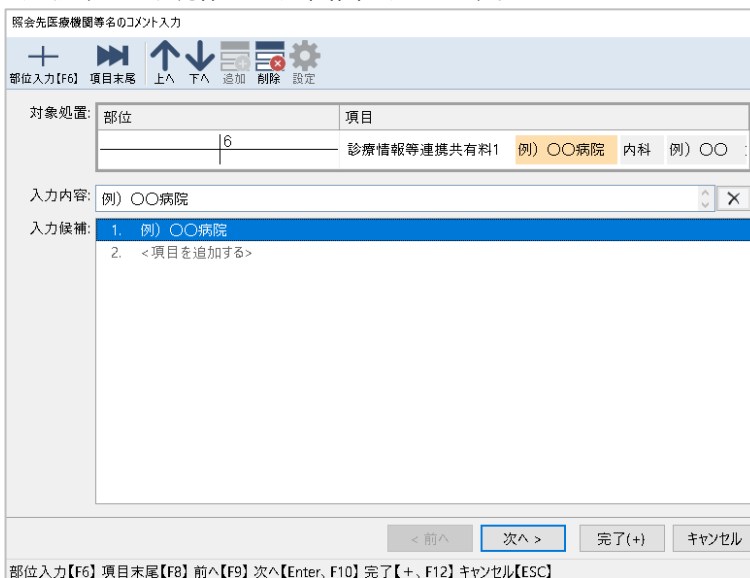 照会先医療機関等名のコメント入力
部位入力【F6】 項目末尾 上へ 下へ 追加 削除 設定
対象処置: 部位 項目
6 診療情報等連携共有料1 例）〇〇病院 内科 例）〇〇
入力内容: 例）〇〇病院
入力候補: 1. 例）〇〇病院
2. <項目を追加する>
< 前へ 次へ > 完了(+) キャンセル
部位入力【F6】 項目末尾【F8】 前へ【F9】 次へ【Enter、F10】 完了【+、F12】 キャンセル【ESC】